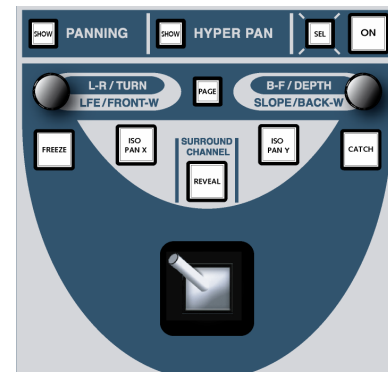 SHOW PANNING SHOW HYPER PAN SEL ON
L-R / TURN PAGE B-F / DEPTH
LFE/FRONT-W SLOPE/BACK-W
FREEZE
ISO
PAN X
SURROUND
CHANNEL
REVEAL
ISO
PAN Y
CATCH